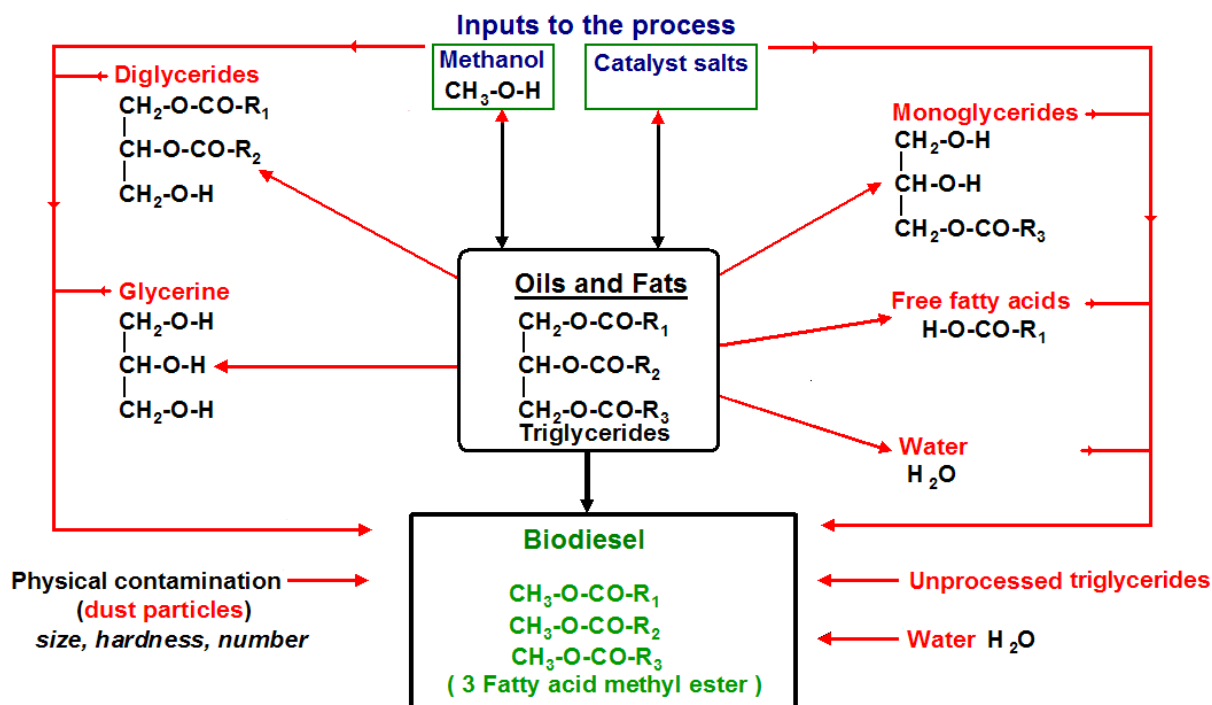 Inputs to the process
Methanol
CH₃-O-H
Catalyst salts
Diglycerides
CH₂-O-CO-R₁
CH-O-CO-R₂
CH₂-O-H
Monoglycerides
CH₂-O-H
CH-O-H
CH₂-O-CO-R₃
Glycerine
CH₂-O-H
CH-O-H
CH₂-O-H
Oils and Fats
CH₂-O-CO-R₁
CH-O-CO-R₂
CH₂-O-CO-R₃
Triglycerides
Free fatty acids
H-O-CO-R₁
Water
H₂O
Biodiesel
CH₃-O-CO-R₁
CH₃-O-CO-R₂
CH₃-O-CO-R₃
( 3 Fatty acid methyl ester )
Physical contamination
(dust particles)
size, hardness, number
Unprocessed triglycerides
Water H₂O